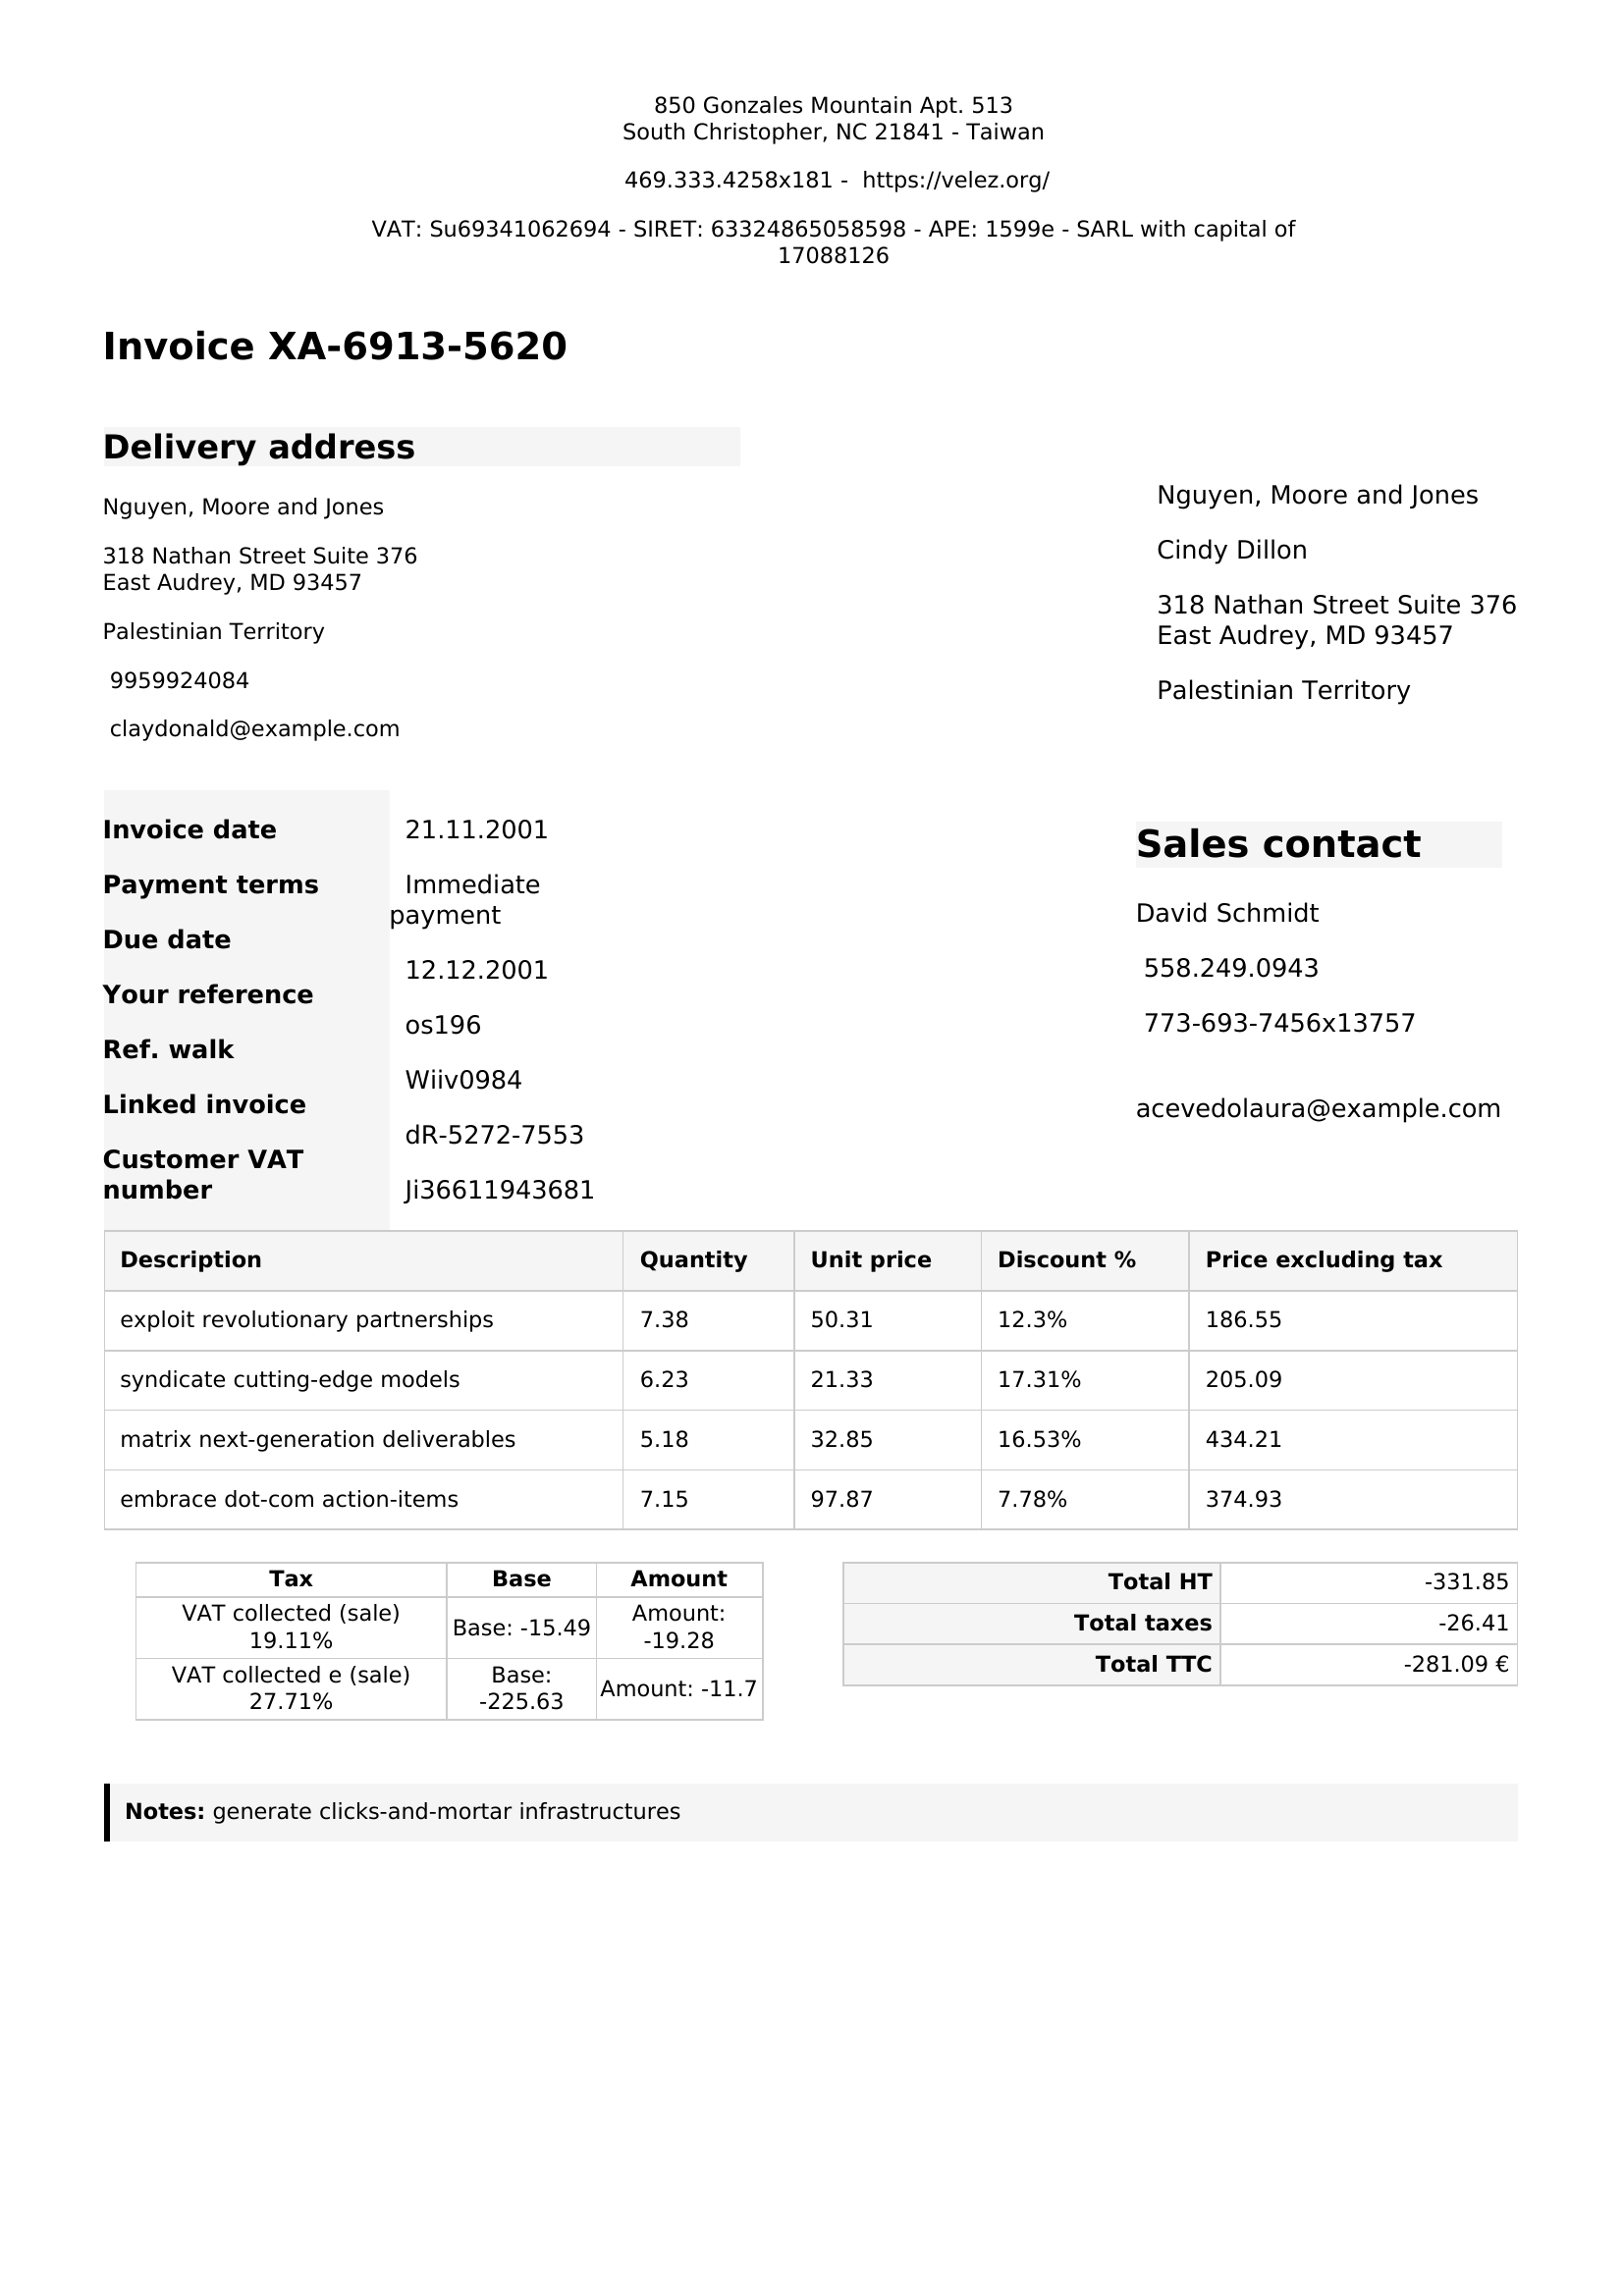 850 Gonzales Mountain Apt. 513
South Christopher, NC 21841 - Taiwan
469.333.4258x181 - https://velez.org/
VAT: Su69341062694 - SIRET: 63324865058598 - APE: 1599e - SARL with capital of
17088126
Invoice XA-6913-5620
Delivery address
Nguyen, Moore and Jones
318 Nathan Street Suite 376
East Audrey, MD 93457
Palestinian Territory
9959924084
claydonald@example.com
Nguyen, Moore and Jones
Cindy Dillon
318 Nathan Street Suite 376
East Audrey, MD 93457
Palestinian Territory
Invoice date
Payment terms
Due date
Your reference
Ref. walk
Linked invoice
Customer VAT
number
21.11.2001
Immediate
payment
12.12.2001
os196
Wiiv0984
dR-5272-7553
Ji36611943681
Sales contact
David Schmidt
558.249.0943
773-693-7456x13757
acevedolaura@example.com
Description Quantity Unit price Discount % Price excluding tax
exploit revolutionary partnerships 7.38 50.31 12.3% 186.55
syndicate cutting-edge models 6.23 21.33 17.31% 205.09
matrix next-generation deliverables 5.18 32.85 16.53% 434.21
embrace dot-com action-items 7.15 97.87 7.78% 374.93
Tax Base Amount
VAT collected (sale)
19.11%
Base: -15.49
Amount:
-19.28
VAT collected e (sale)
27.71%
Base:
-225.63
Amount: -11.7
Total HT -331.85
Total taxes -26.41
Total TTC -281.09 €
Notes: generate clicks-and-mortar infrastructures